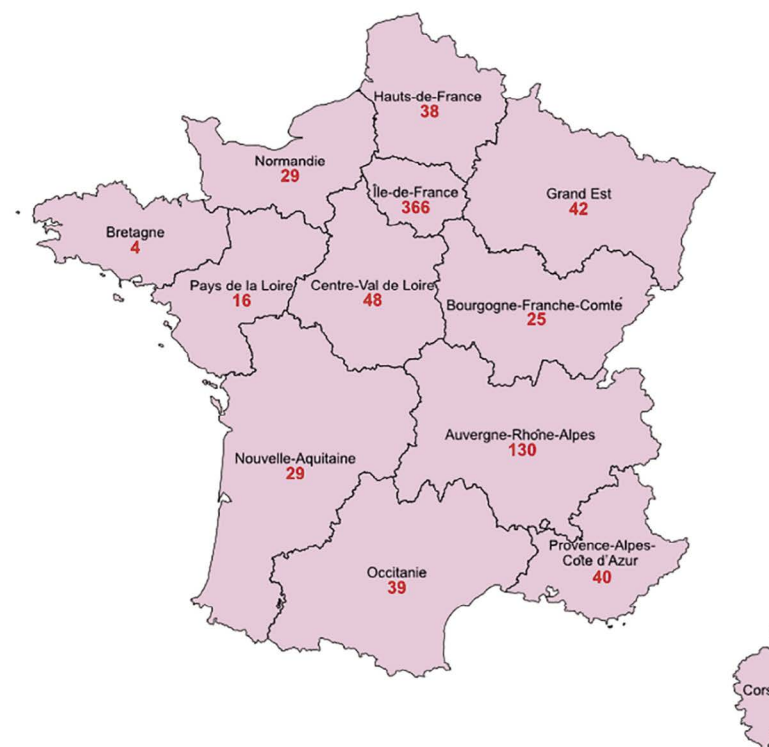 Hauts-de-France
38
Normandie
29
Île-de-France
366
Grand Est
42
Bretagne
4
Pays de la Loire
16
Centre-Val de Loire
48
Bourgogne-Franche-Comté
25
Auvergne-Rhône-Alpes
130
Nouvelle-Aquitaine
29
Provence-Alpes-
Côte d'Azur
40
Occitanie
39
Cors